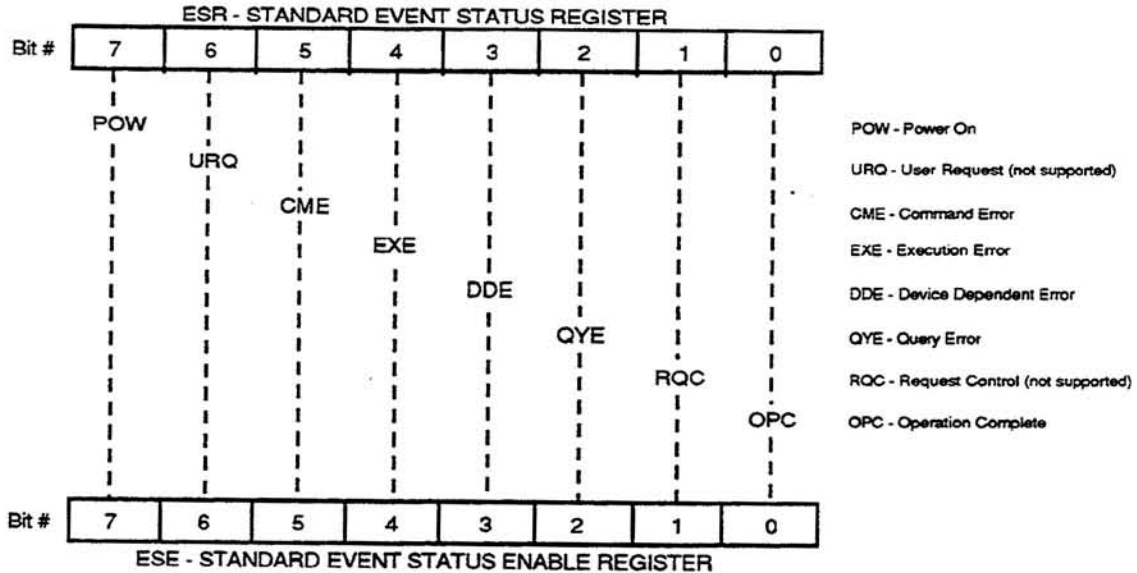 ESR - STANDARD EVENT STATUS REGISTER
Bit # 7 6 5 4 3 2 1 0
POW
URQ
CME
EXE
DDE
QYE
RQC
OPC
POW - Power On
URQ - User Request (not supported)
CME - Command Error
EXE - Execution Error
DDE - Device Dependent Error
QYE - Query Error
RQC - Request Control (not supported)
OPC - Operation Complete
Bit # 7 6 5 4 3 2 1 0
ESE - STANDARD EVENT STATUS ENABLE REGISTER